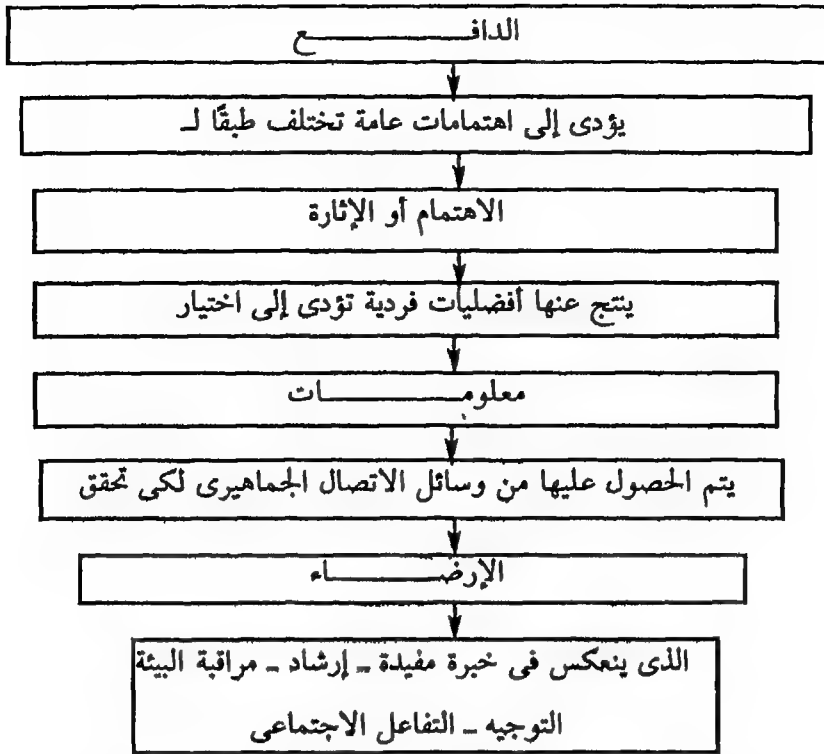 الدافـــــــــــع
يؤدى إلى اهتمامات عامة تختلف طبقًا لـ
الاهتمام أو الإثارة
ينتج عنها أفضليات فردية تؤدى إلى اختيار
معلومـــــــــــات
يتم الحصول عليها من وسائل الاتصال الجماهيرى لكى تحقق
الإرضـــــــــاء
الذى ينعكس فى خبرة مفيدة ـ إرشاد ـ مراقبة البيئة
التوجيه ـ التفاعل الاجتماعى